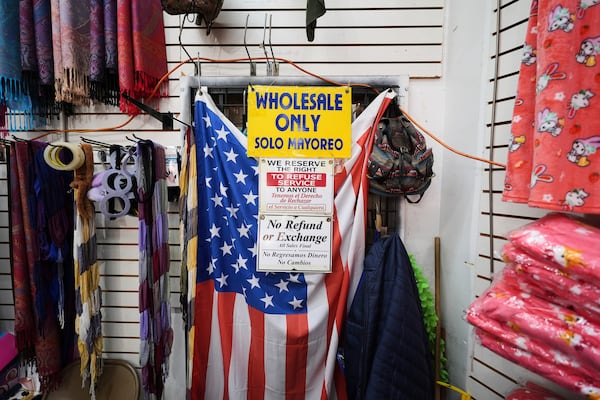 WHOLESALE
ONLY
SOLO MAYOREO
WE RESERVE
THE RIGHT
TO REFUSE
SERVICE
TO ANYONE
Tenemos el Derecho
de Rechazar
el Servicio a Cualquiera
No Refund
or Exchange
All Sales Final
No Regresamos Dinero
No Cambios